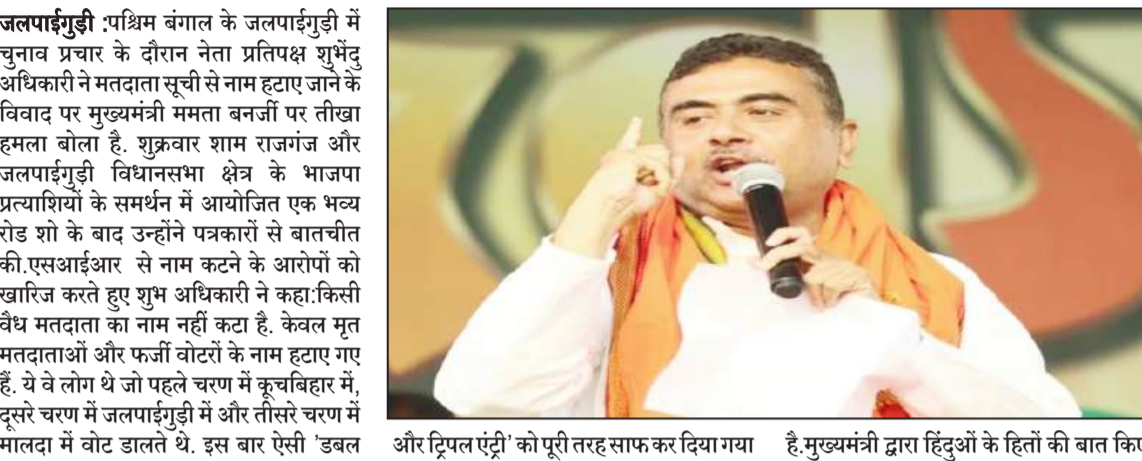 जलपाईगुड़ी :पश्चिम बंगाल के जलपाईगुड़ी में
चुनाव प्रचार के दौरान नेता प्रतिपक्ष शुभेंदु
अधिकारी ने मतदाता सूची से नाम हटाए जाने के
विवाद पर मुख्यमंत्री ममता बनर्जी पर तीखा
हमला बोला है. शुक्रवार शाम राजगंज और
जलपाईगुड़ी विधानसभा क्षेत्र के भाजपा
प्रत्याशियों के समर्थन में आयोजित एक भव्य
रोड शो के बाद उन्होंने पत्रकारों से बातचीत
की.एसआईआर से नाम कटने के आरोपों को
खारिज करते हुए शुभ अधिकारी ने कहा:किसी
वैध मतदाता का नाम नहीं कटा है. केवल मृत
मतदाताओं और फर्जी वोटरों के नाम हटाए गए
हैं. ये वे लोग थे जो पहले चरण में कूचबिहार में,
दूसरे चरण में जलपाईगुड़ी में और तीसरे चरण में
मालदा में वोट डालते थे. इस बार ऐसी 'डबल
और ट्रिपल एंट्री' को पूरी तरह साफ कर दिया गया
है.मुख्यमंत्री द्वारा हिंदुओं के हितों की बात